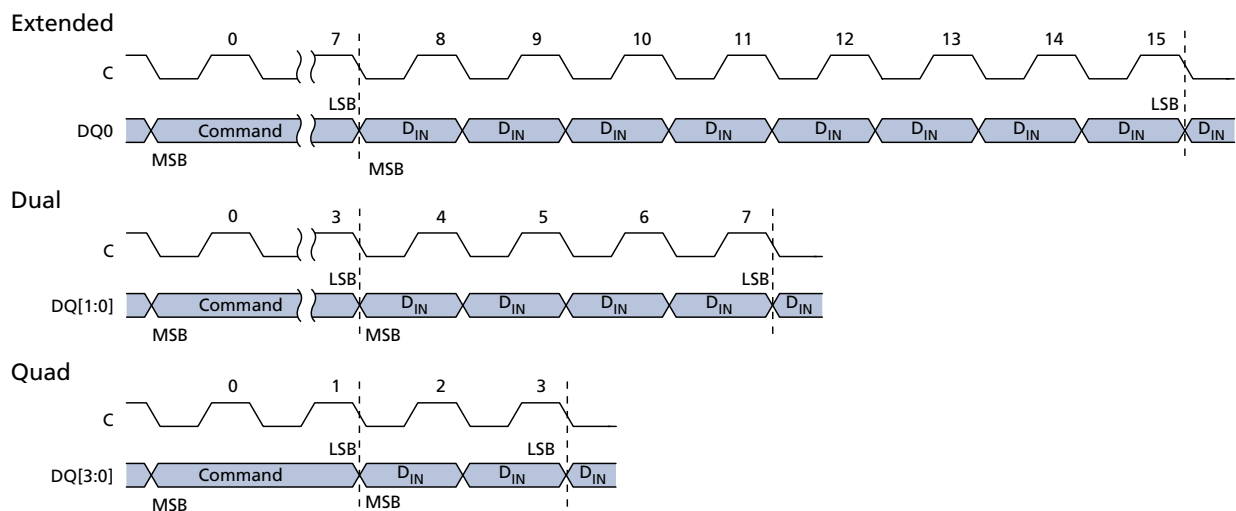 Extended
0 7 8 9 10 11 12 13 14 15
C
LSB LSB
DQ0 Command DIN DIN DIN DIN DIN DIN DIN DIN DIN
MSB MSB
Dual
0 3 4 5 6 7
C
LSB LSB
DQ[1:0] Command DIN DIN DIN DIN DIN
MSB MSB
Quad
0 1 2 3
C
LSB LSB
DQ[3:0] Command DIN DIN DIN
MSB MSB